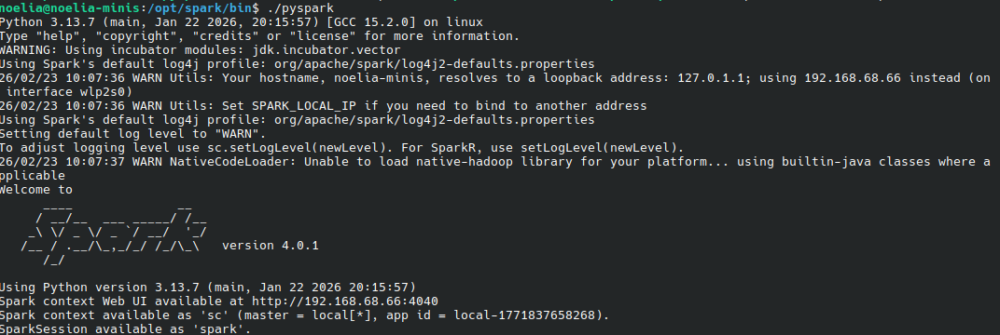 noelia@noelia-minis:/opt/spark/bin$ ./pyspark
Python 3.13.7 (main, Jan 22 2026, 20:15:57) [GCC 15.2.0] on linux
Type "help", "copyright", "credits" or "license" for more information.
WARNING: Using incubator modules: jdk.incubator.vector
Using Spark's default log4j profile: org/apache/spark/log4j2-defaults.properties
26/02/23 10:07:36 WARN Utils: Your hostname, noelia-minis, resolves to a loopback address: 127.0.1.1; using 192.168.68.66 instead (on
 interface wlp2s0)
26/02/23 10:07:36 WARN Utils: Set SPARK_LOCAL_IP if you need to bind to another address
Using Spark's default log4j profile: org/apache/spark/log4j2-defaults.properties
Setting default log level to "WARN".
To adjust logging level use sc.setLogLevel(newLevel). For SparkR, use setLogLevel(newLevel).
26/02/23 10:07:37 WARN NativeCodeLoader: Unable to load native-hadoop library for your platform... using builtin-java classes where a
pplicable
Welcome to
      ____              __
     / __/__  ___ _____/ /__
    _\ \/ _ \/ _ `/ __/  '_/
   /__ / .__/\_,_/_/ /_/\_\   version 4.0.1
      /_/
Using Python version 3.13.7 (main, Jan 22 2026 20:15:57)
Spark context Web UI available at http://192.168.68.66:4040
Spark context available as 'sc' (master = local[*], app id = local-1771837658268).
SparkSession available as 'spark'.